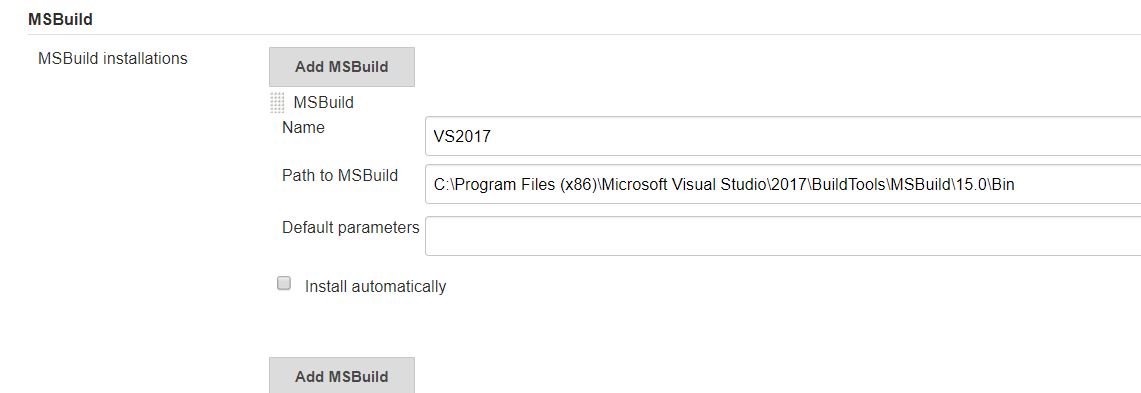 MSBuild
MSBuild installations
Add MSBuild
MSBuild
Name
VS2017
Path to MSBuild
C:\Program Files (x86)\Microsoft Visual Studio\2017\BuildTools\MSBuild\15.0\Bin
Default parameters
Install automatically
Add MSBuild